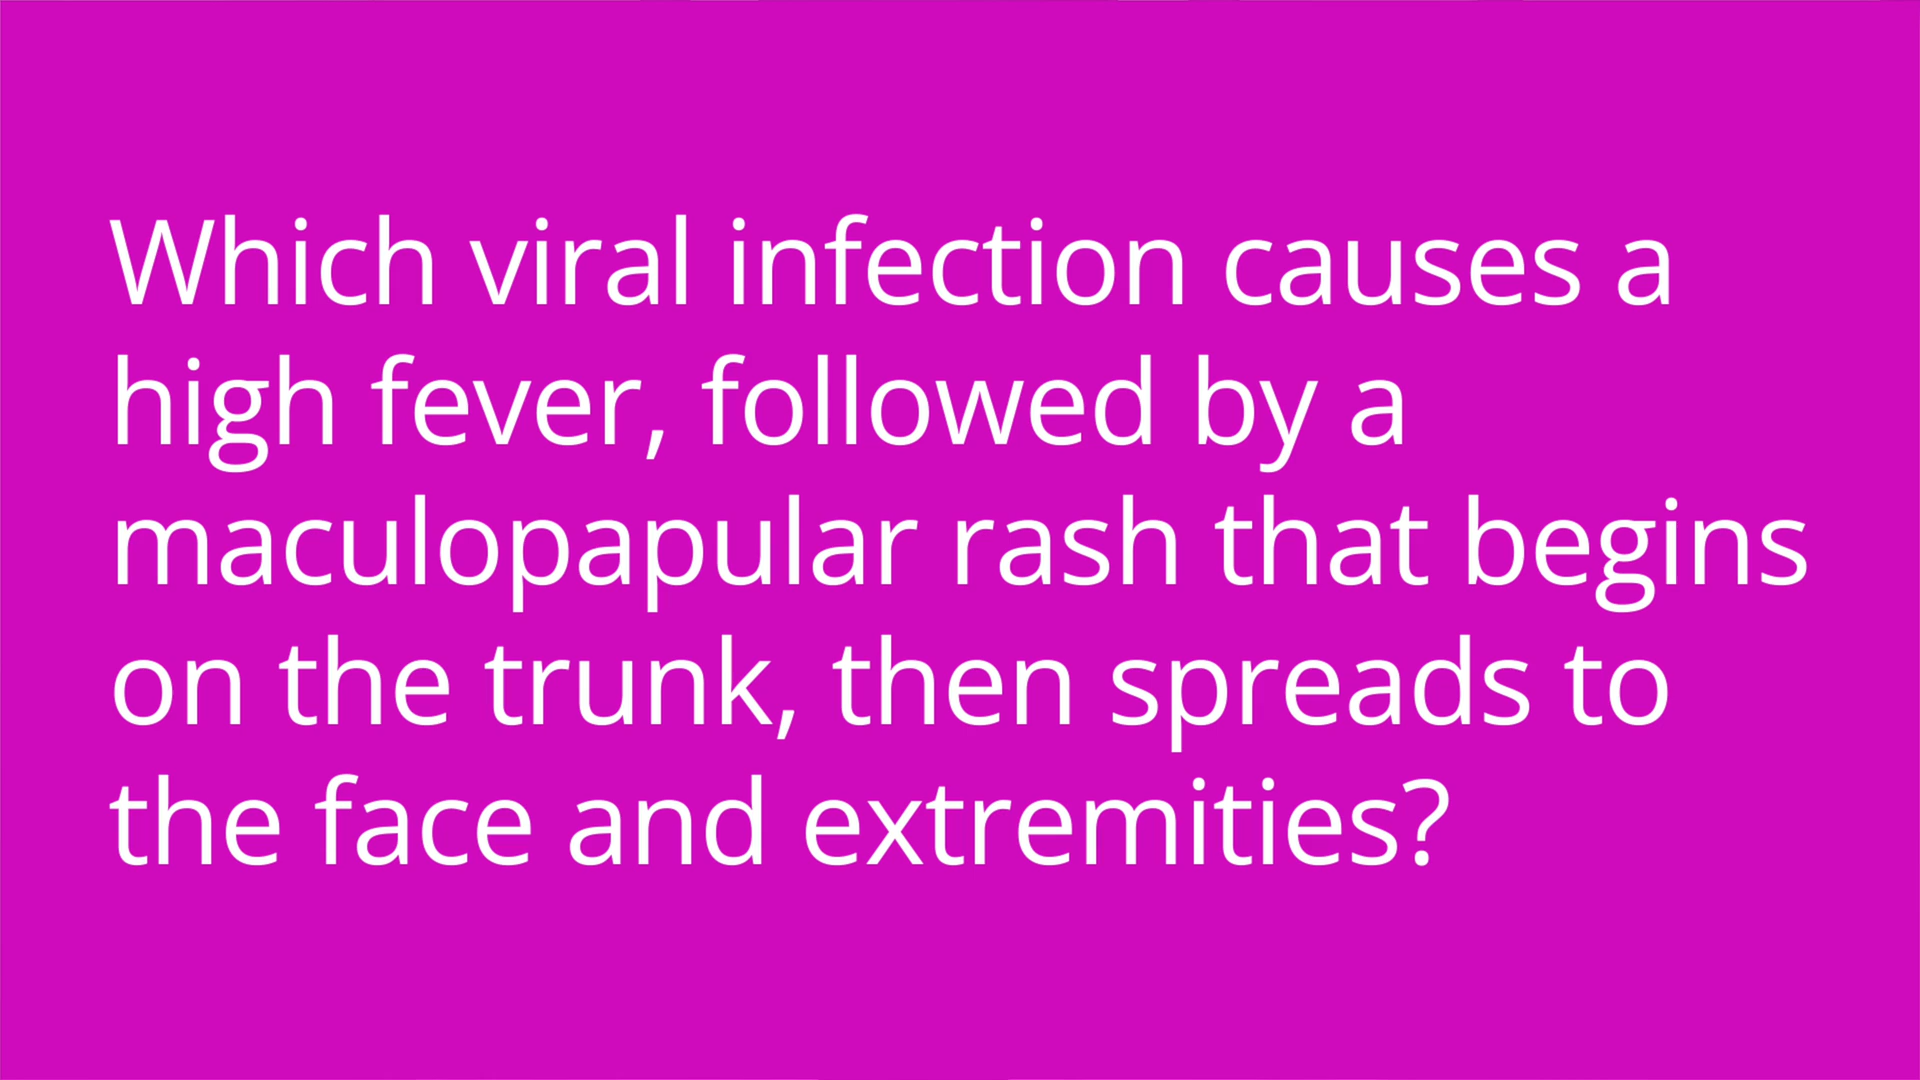 Which viral infection causes a
high fever, followed by a
maculopapular rash that begins
on the trunk, then spreads to
the face and extremities?